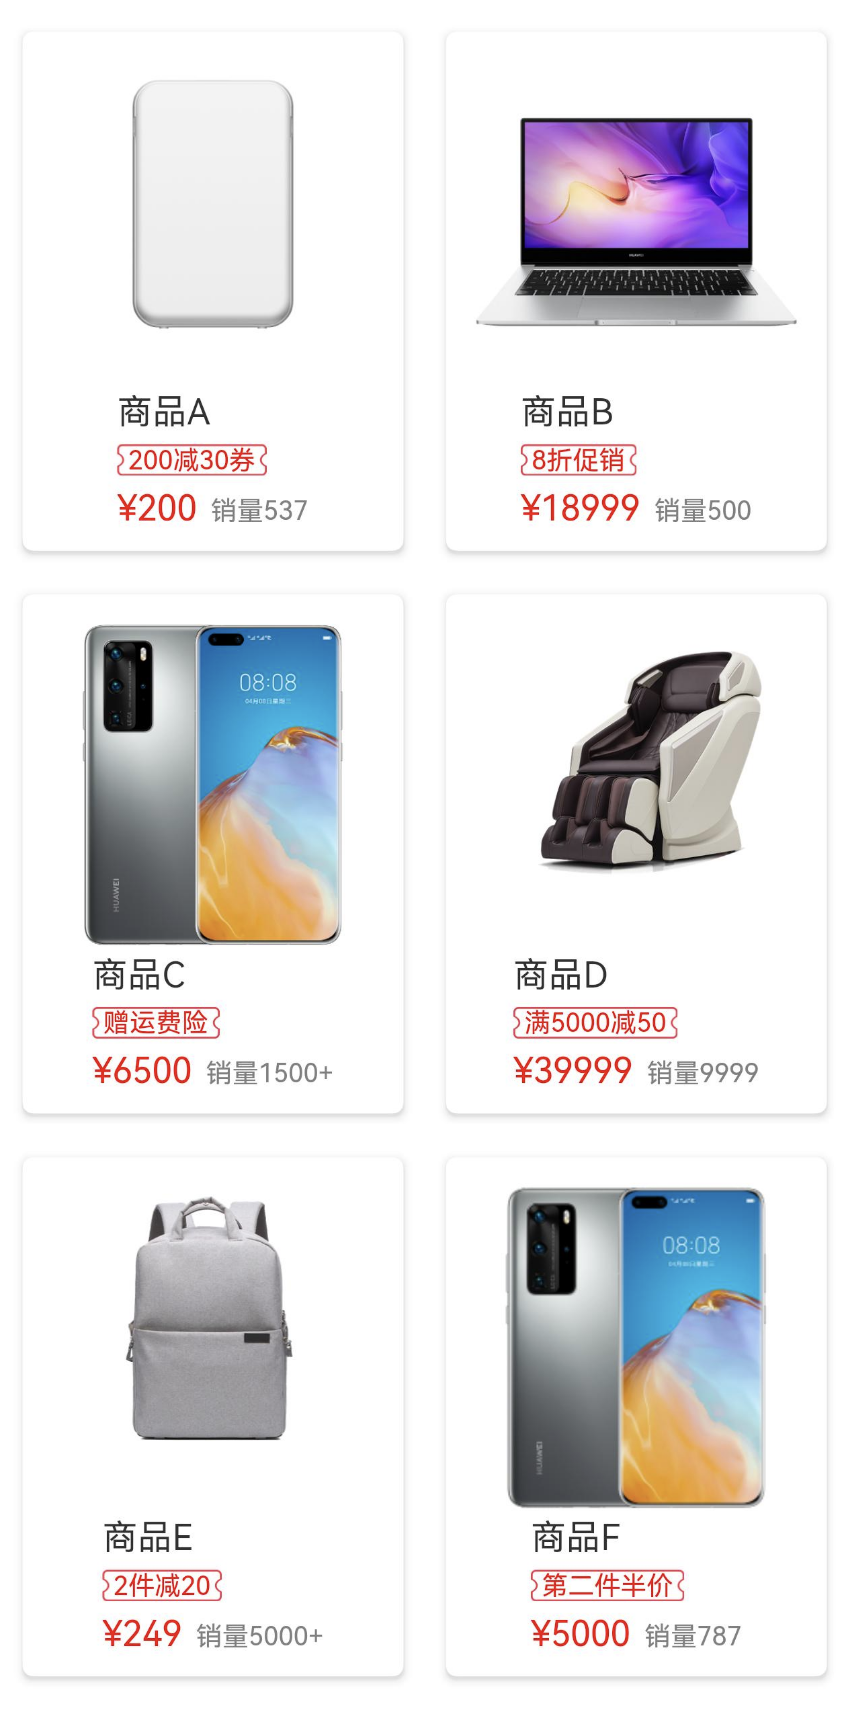 HUAWEI
商品A
200减30券
¥200 销量537
商品B
8折促销
¥18999 销量500
08:08
HUAWEI
商品C
赠运费险
¥6500 销量1500+
商品D
满5000减50
¥39999 销量9999
08:08
HUAWEI
商品E
2件减20
¥249 销量5000+
商品F
第二件半价
¥5000 销量787